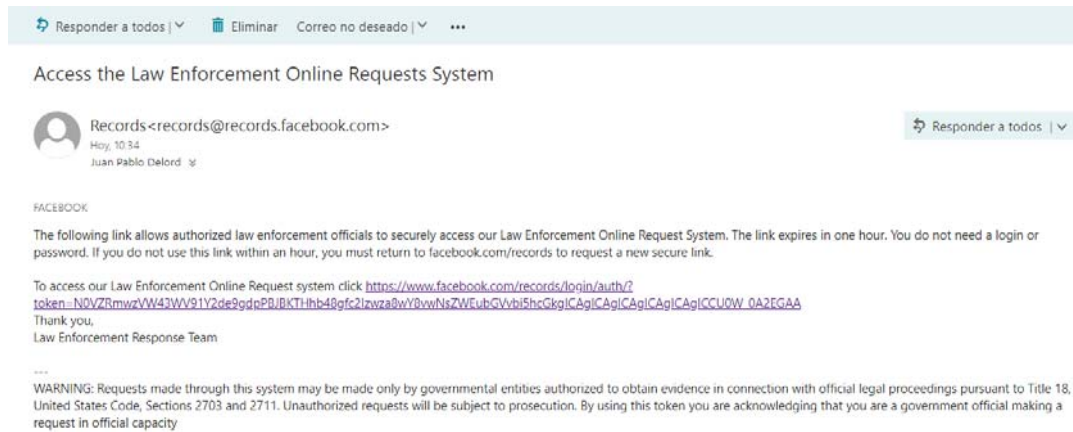 Responder a todos | Eliminar Correo no deseado | ...
Access the Law Enforcement Online Requests System
Records<records@records.facebook.com>
Responder a todos |
Hoy, 10:34
Juan Pablo Delord
FACEBOOK
The following link allows authorized law enforcement officials to securely access our Law Enforcement Online Request System. The link expires in one hour. You do not need a login or
password. If you do not use this link within an hour, you must return to facebook.com/records to request a new secure link.
To access our Law Enforcement Online Request system click https://www.facebook.com/records/login/auth/?
Thank you,
Law Enforcement Response Team
---
WARNING: Requests made through this system may be made only by governmental entities authorized to obtain evidence in connection with official legal proceedings pursuant to Title 18,
United States Code, Sections 2703 and 2711. Unauthorized requests will be subject to prosecution. By using this token you are acknowledging that you are a government official making a
request in official capacity